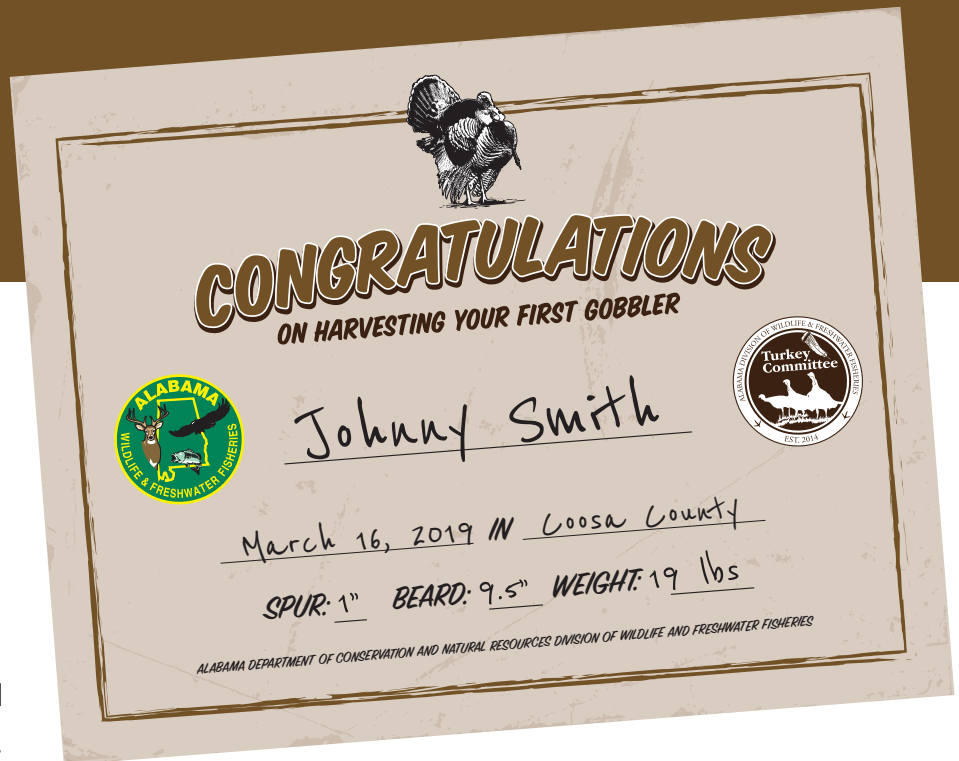 CONGRATULATIONS
ON HARVESTING YOUR FIRST GOBBLER
ALABAMA DIVISION OF WILDLIFE & FRESHWATER FISHERIES
Turkey
Committee
EST. 2014
ALABAMA
WILDLIFE & FRESHWATER FISHERIES
Johnny Smith
March 16, 2019 IN Coosa County
SPUR: 1" BEARD: 9.5" WEIGHT: 19 lbs
ALABAMA DEPARTMENT OF CONSERVATION AND NATURAL RESOURCES DIVISION OF WILDLIFE AND FRESHWATER FISHERIES